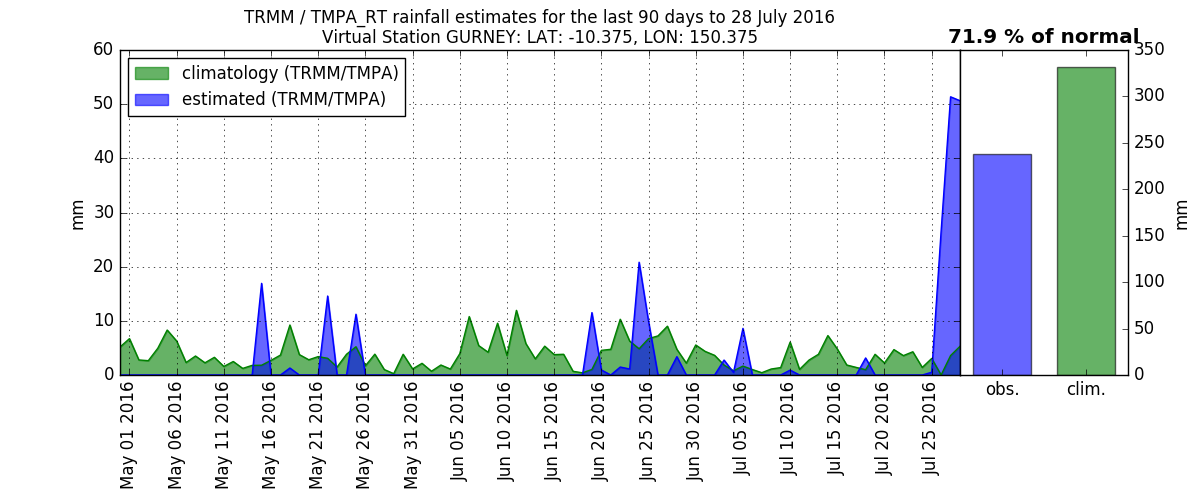 TRMM / TMPA_RT rainfall estimates for the last 90 days to 28 July 2016
Virtual Station GURNEY: LAT: -10.375, LON: 150.375
71.9 % of normal
climatology (TRMM/TMPA)
estimated (TRMM/TMPA)
60
50
40
30
20
10
0
mm
May 01 2016
May 06 2016
May 11 2016
May 16 2016
May 21 2016
May 26 2016
May 31 2016
Jun 05 2016
Jun 10 2016
Jun 15 2016
Jun 20 2016
Jun 25 2016
Jun 30 2016
Jul 05 2016
Jul 10 2016
Jul 15 2016
Jul 20 2016
Jul 25 2016
obs.
clim.
350
300
250
200
150
100
50
0
mm